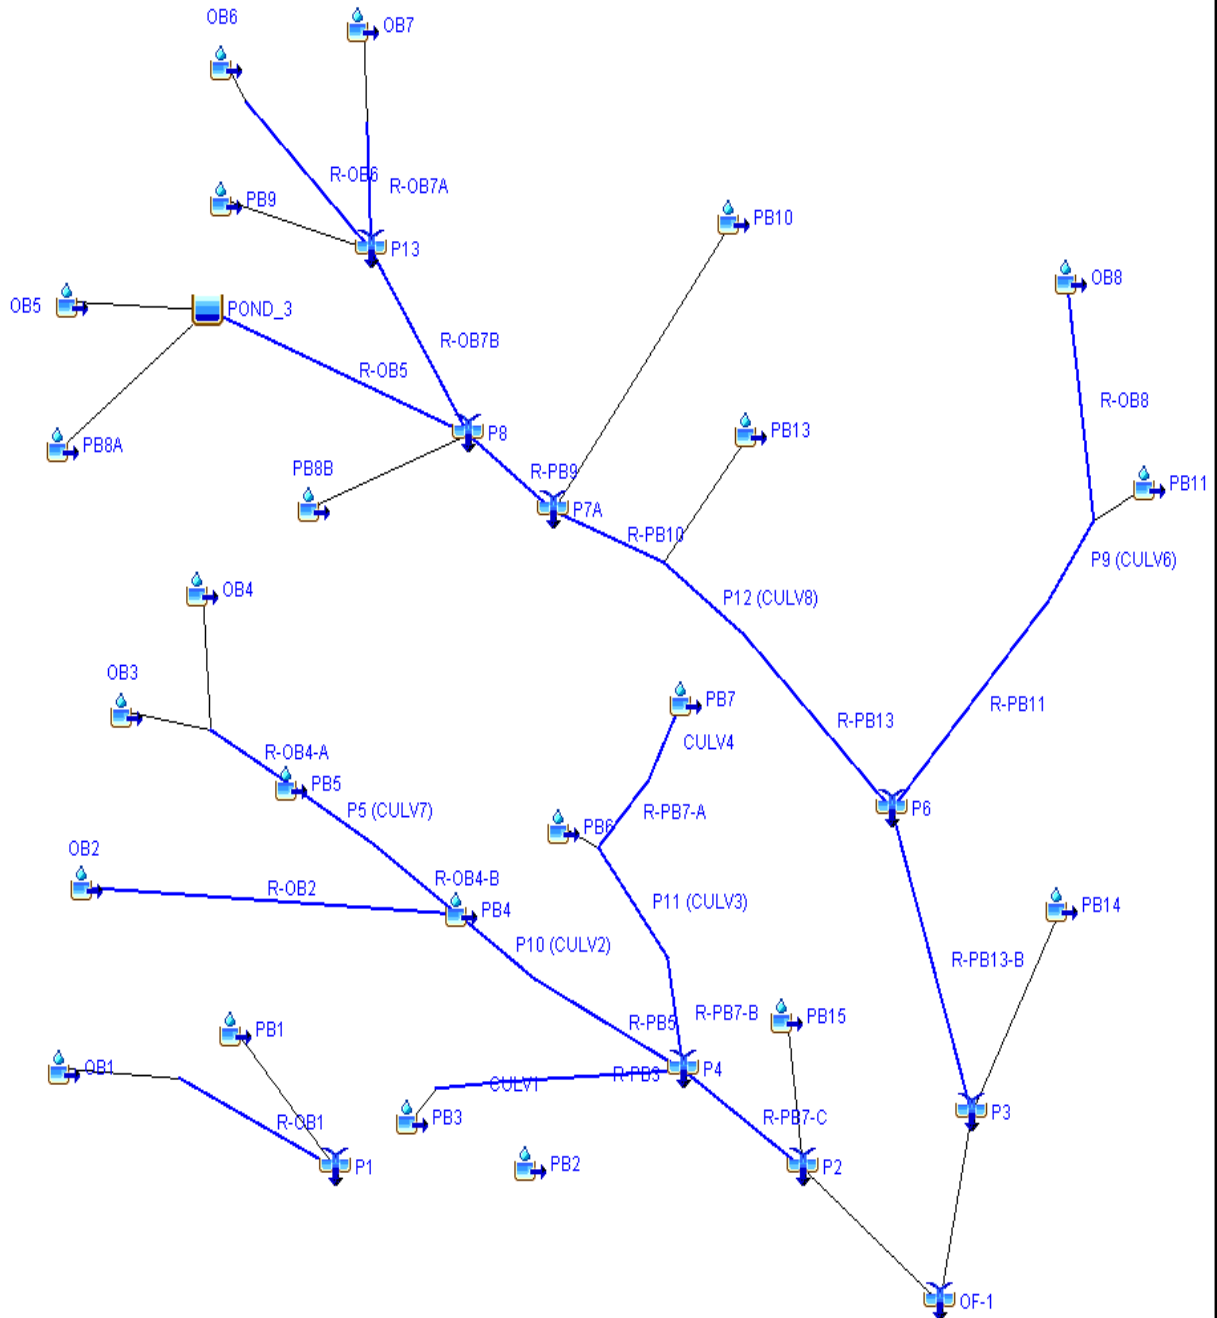 OB6
OB7
R-OB6
R-OB7A
PB9
PB10
P13
OB8
OB5
POND_3
R-OB7B
R-OB5
R-OB8
P8
PB13
PB8A
PB8B
R-PB9
PB11
P7A
R-PB10
P9 (CULV6)
OB4
P12 (CULV8)
OB3
PB7
R-PB11
R-PB13
CULV4
R-OB4-A
PB5
P5 (CULV7)
R-PB7-A
P6
PB6
OB2
R-OB4-B
R-OB2
P11 (CULV3)
PB4
PB14
P10 (CULV2)
R-PB13-B
R-PB7-B
PB15
PB1
R-PB5
OB1
P4
R-PB3
CULV1
P3
PB3
R-OB1
R-PB7-C
P1
PB2
P2
OF-1